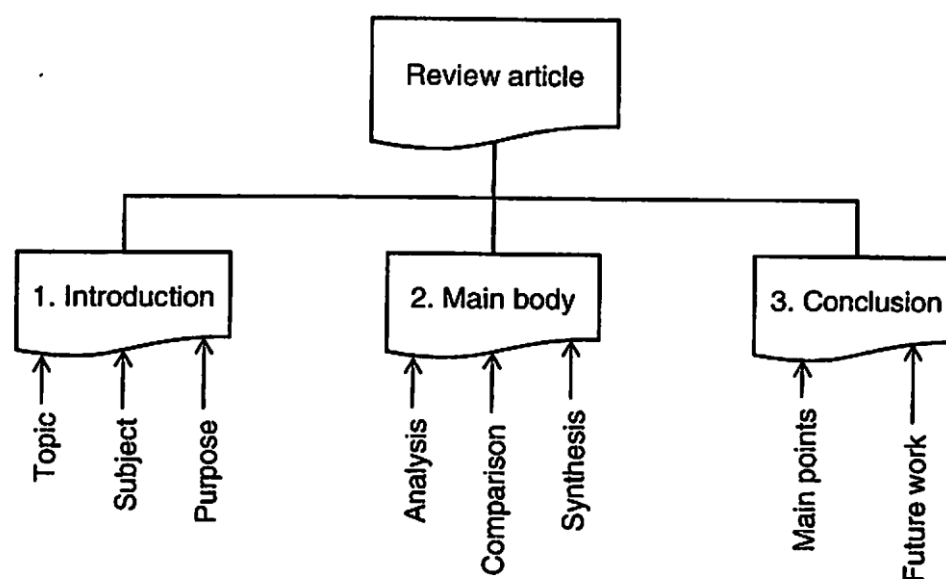 Review article
1. Introduction
2. Main body
3. Conclusion
Topic
Subject
Purpose
Analysis
Comparison
Synthesis
Main points
Future work